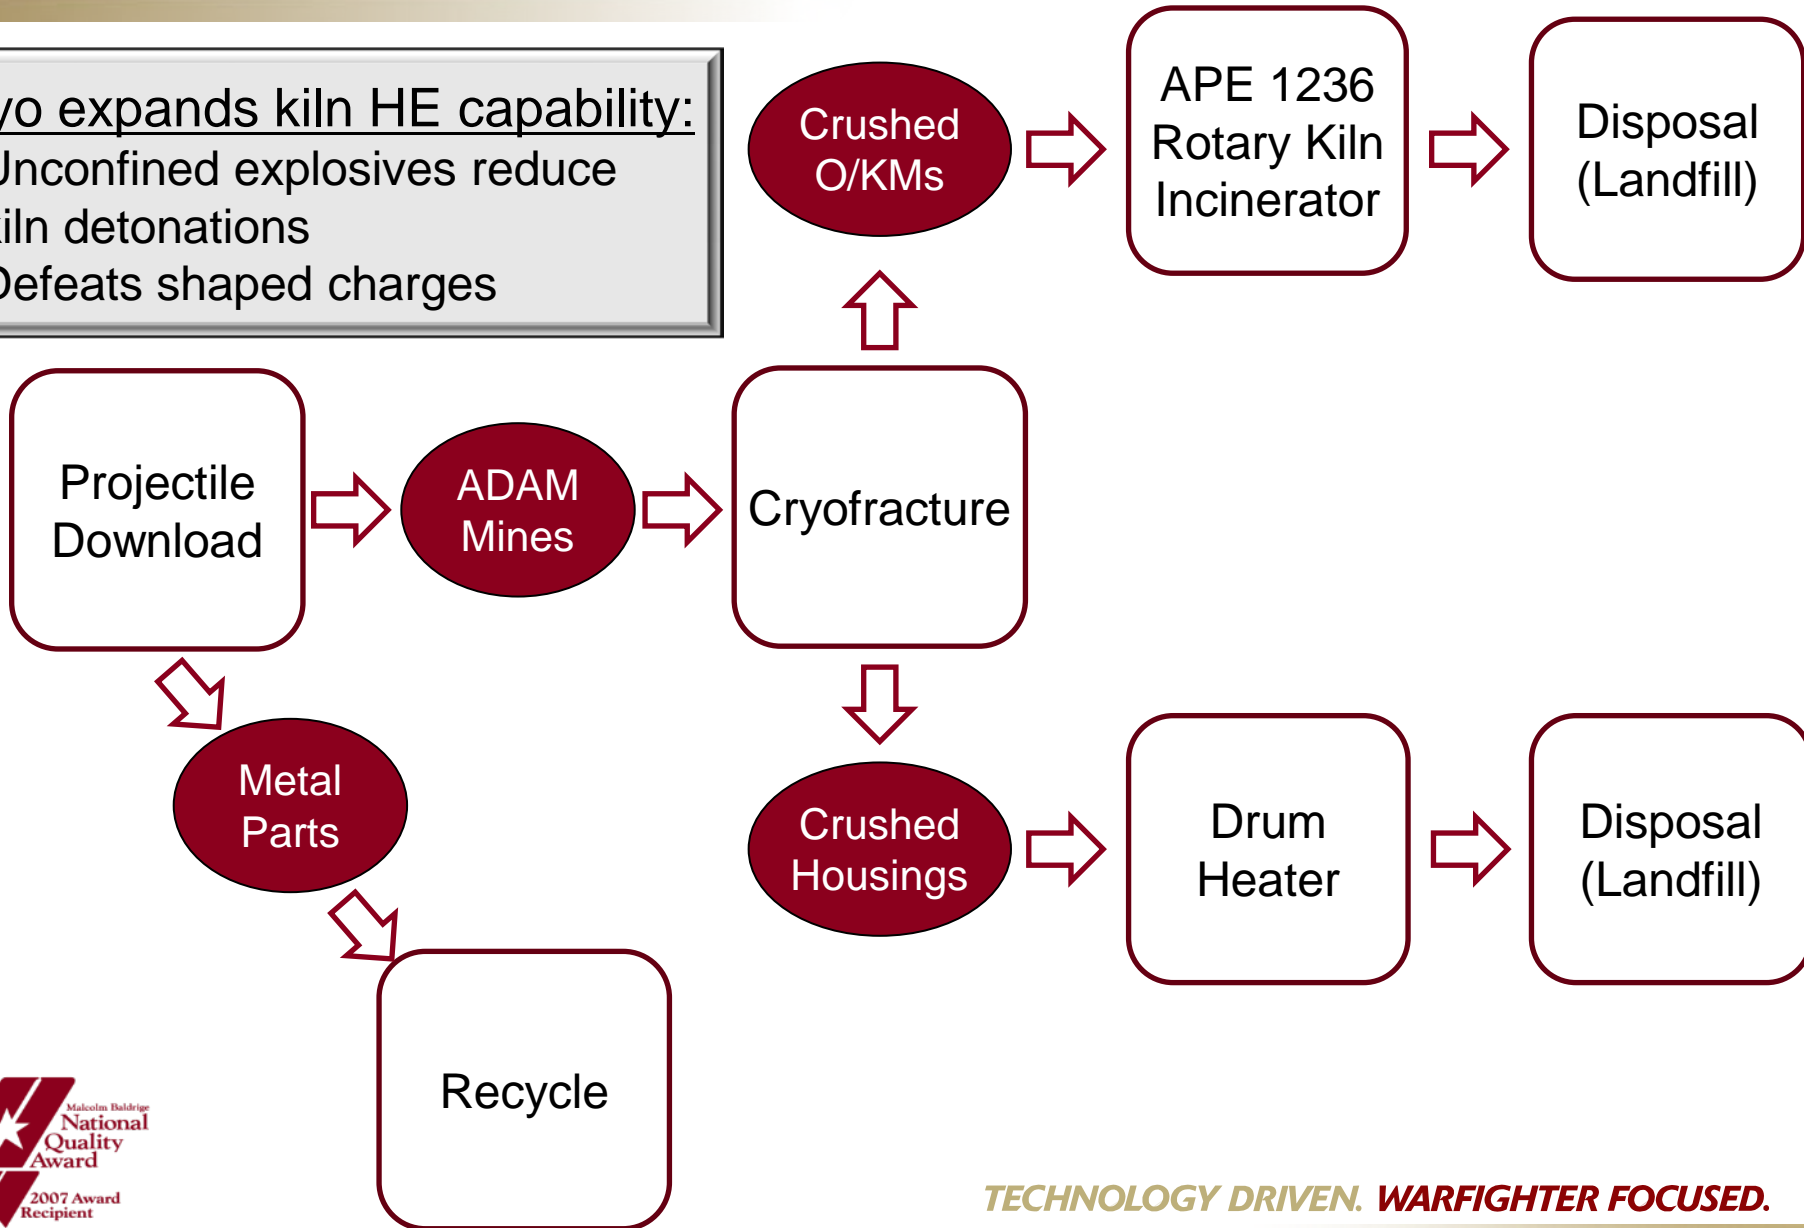 yo expands kiln HE capability:
Unconfined explosives reduce
kiln detonations
Defeats shaped charges
Crushed
O/KMs
APE 1236
Rotary Kiln
Incinerator
Disposal
(Landfill)
Projectile
Download
ADAM
Mines
Cryofracture
Metal
Parts
Crushed
Housings
Drum
Heater
Disposal
(Landfill)
Recycle
Malcolm Baldrige
National
Quality
Award
2007 Award
Recipient
TECHNOLOGY DRIVEN. WARFIGHTER FOCUSED.